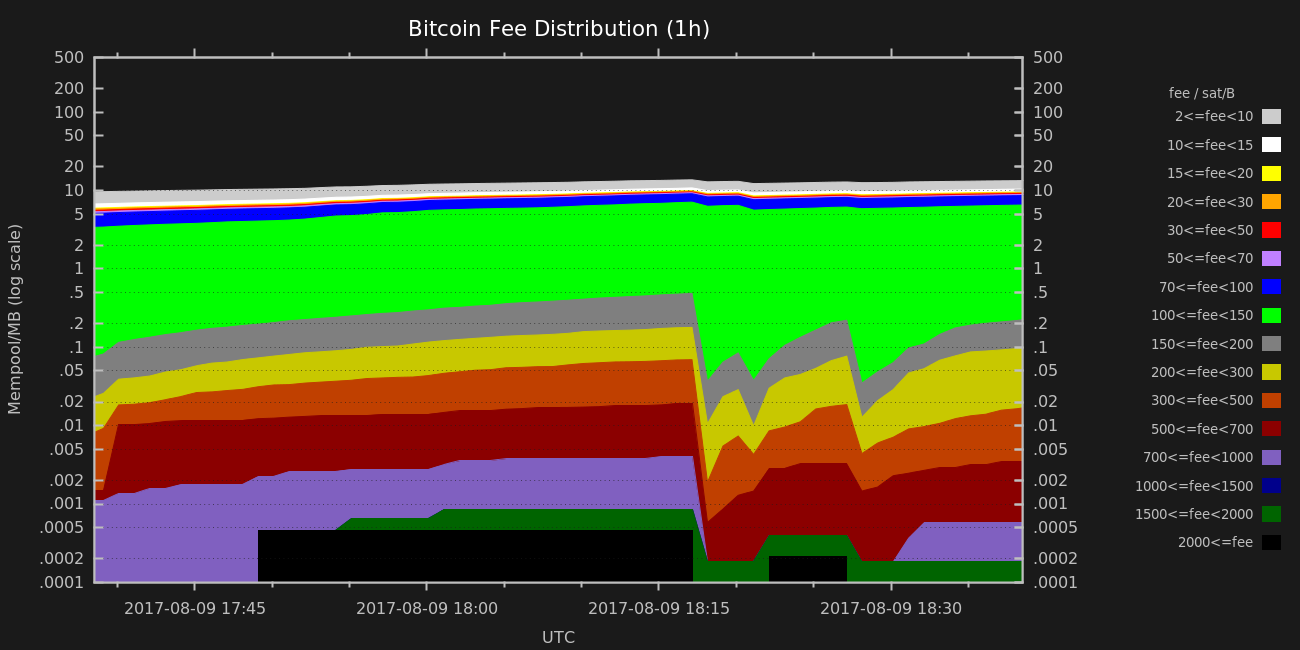 Bitcoin Fee Distribution (1h)
500 500
200 200
100 100
50 50
20 20
10 10
5 5
2 2
1 1
.5 .5
.2 .2
.1 .1
.05 .05
.02 .02
.01 .01
.005 .005
.002 .002
.001 .001
.0005 .0005
.0002 .0002
.0001 .0001
Mempool/MB (log scale)
2017-08-09 17:45 2017-08-09 18:00 2017-08-09 18:15 2017-08-09 18:30
UTC
fee / sat/B
2<=fee<10
10<=fee<15
15<=fee<20
20<=fee<30
30<=fee<50
50<=fee<70
70<=fee<100
100<=fee<150
150<=fee<200
200<=fee<300
300<=fee<500
500<=fee<700
700<=fee<1000
1000<=fee<1500
1500<=fee<2000
2000<=fee